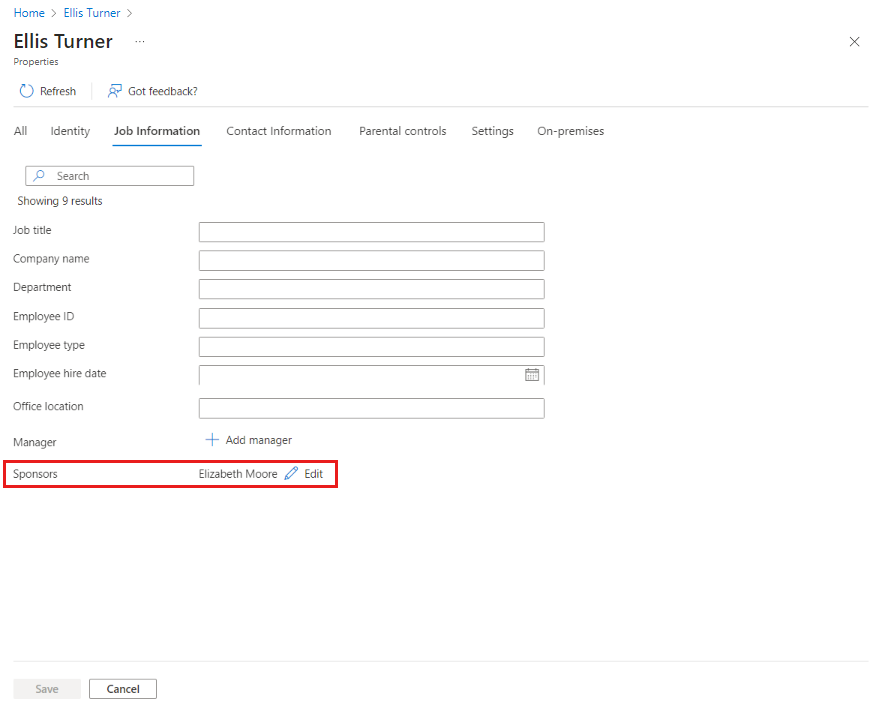 Home > Ellis Turner >
Ellis Turner ...
Properties
Refresh Got feedback?
All Identity Job Information Contact Information Parental controls Settings On-premises
Search
Showing 9 results
Job title
Company name
Department
Employee ID
Employee type
Employee hire date
Office location
Manager Add manager
Sponsors Elizabeth Moore Edit
Save Cancel